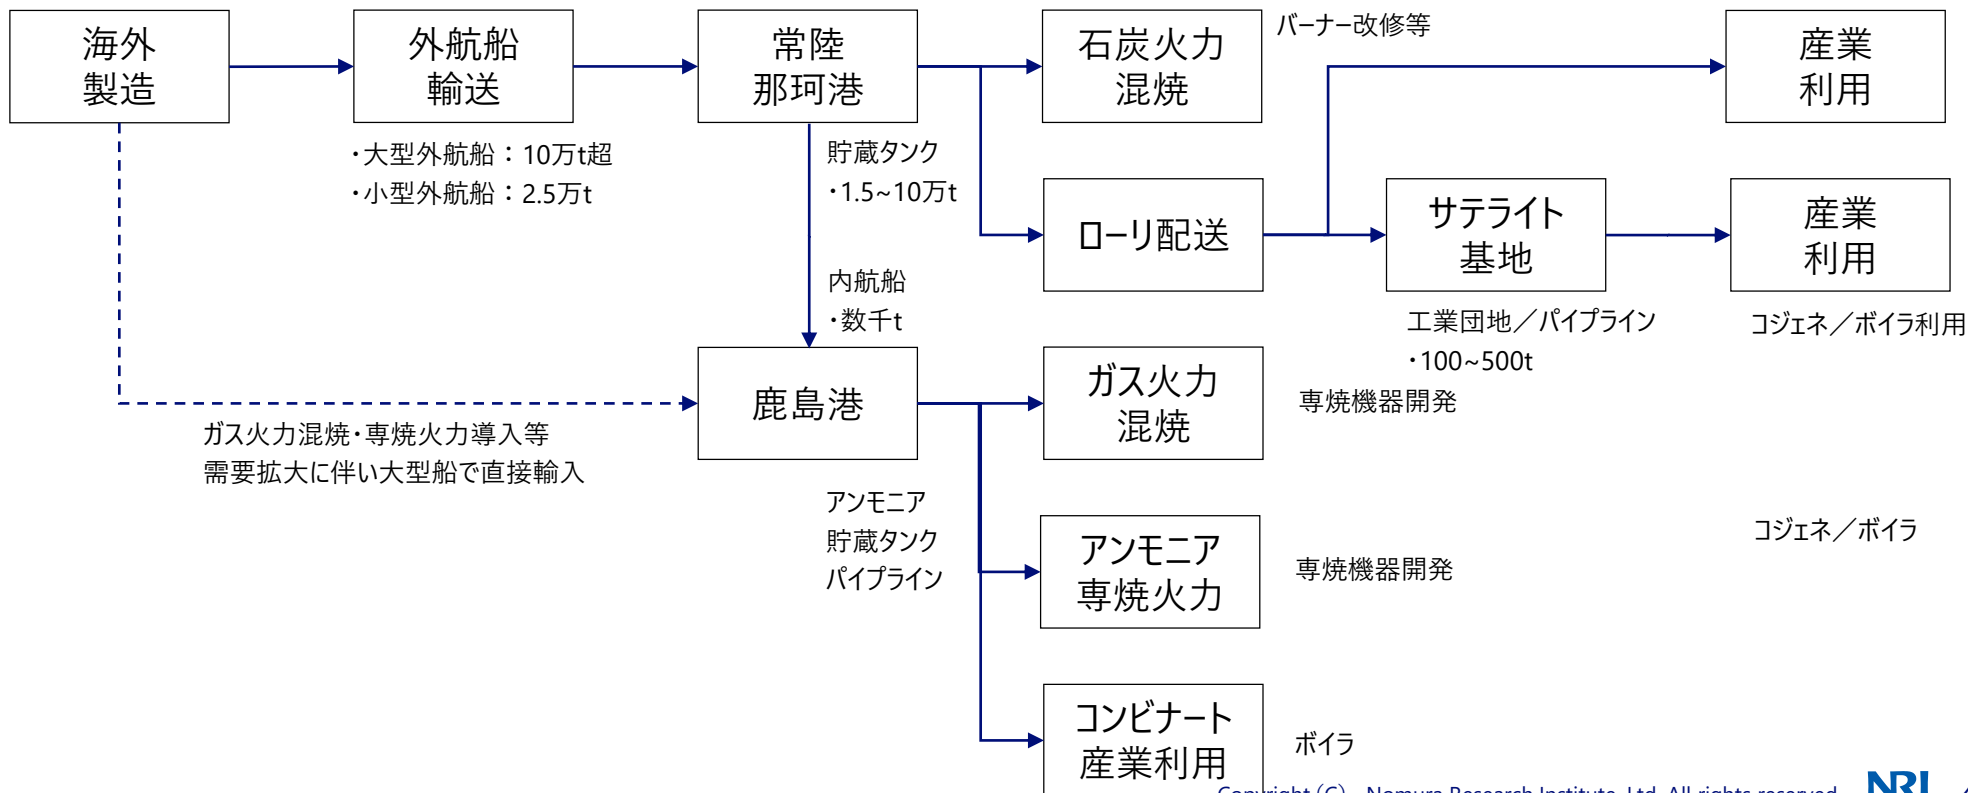 海外
製造
外航船
輸送
・大型外航船：10万t超
・小型外航船：2.5万t
常陸
那珂港
貯蔵タンク
・1.5~10万t
内航船
・数千t
石炭火力
混焼
バーナー改修等
ローリ配送
産業
利用
サテライト
基地
工業団地／パイプライン
・100~500t
産業
利用
コジェネ／ボイラ利用
ガス火力混焼・専焼火力導入等
需要拡大に伴い大型船で直接輸入
鹿島港
アンモニア
貯蔵タンク
パイプライン
ガス火力
混焼
専焼機器開発
アンモニア
専焼火力
専焼機器開発
コジェネ／ボイラ
コンビナート
産業利用
ボイラ
Copyright (C) Nomura Research Institute, Ltd. All rights reserved.
NRI